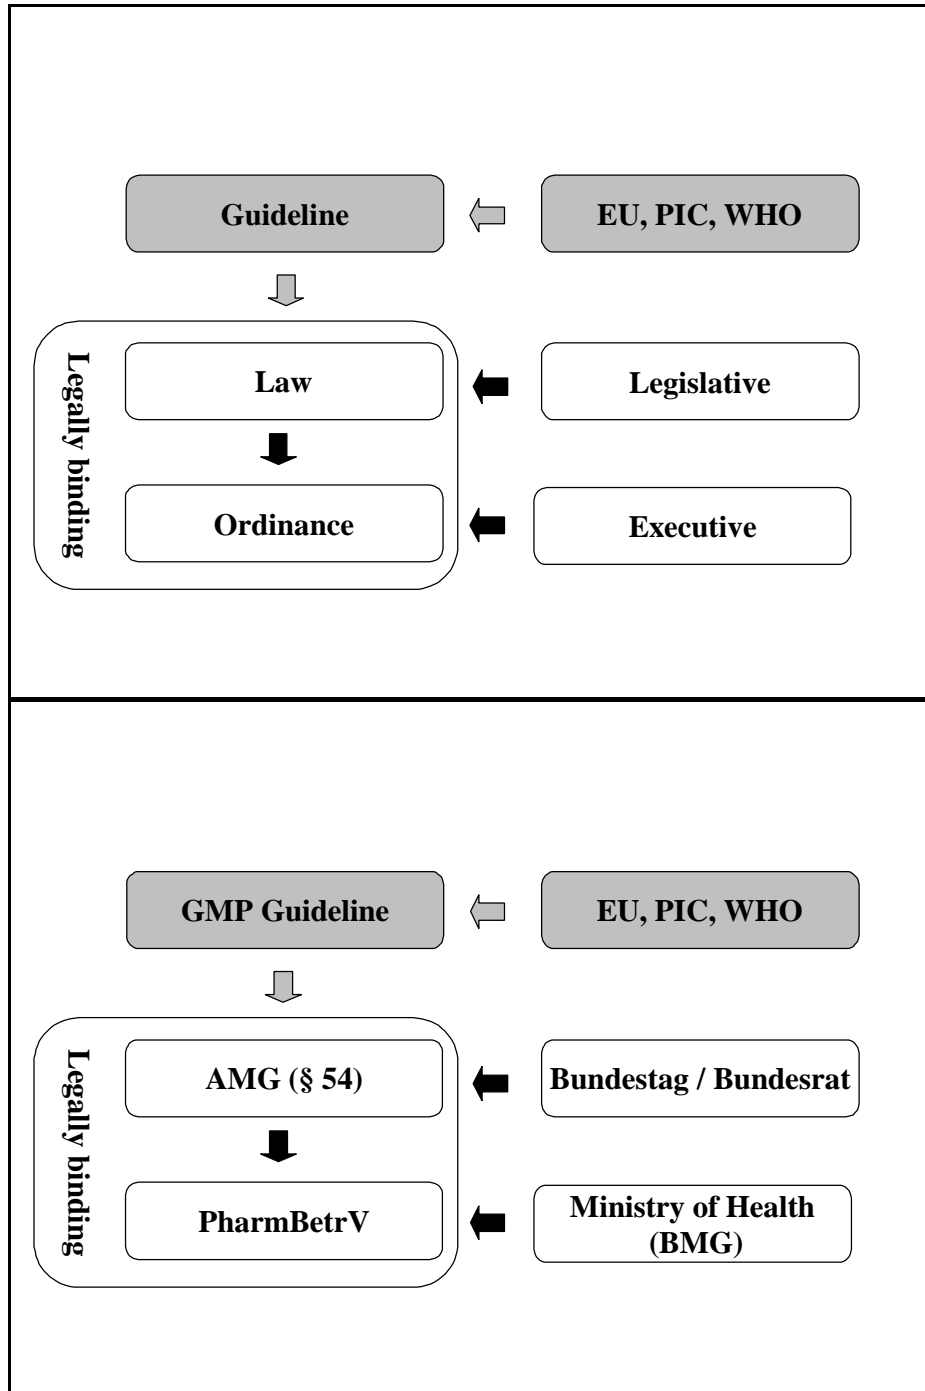 Guideline
EU, PIC, WHO
Legally binding
Law
Legislative
Ordinance
Executive
GMP Guideline
EU, PIC, WHO
Legally binding
AMG (§ 54)
Bundestag / Bundesrat
PharmBetrV
Ministry of Health
(BMG)